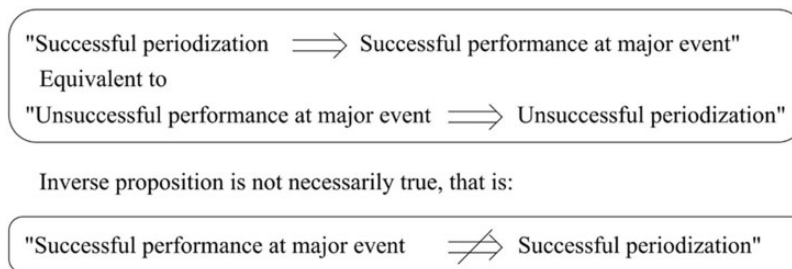 "Successful periodization ⟹ Successful performance at major event"
Equivalent to
"Unsuccessful performance at major event ⟹ Unsuccessful periodization"
Inverse proposition is not necessarily true, that is:
"Successful performance at major event ⇏ Successful periodization"